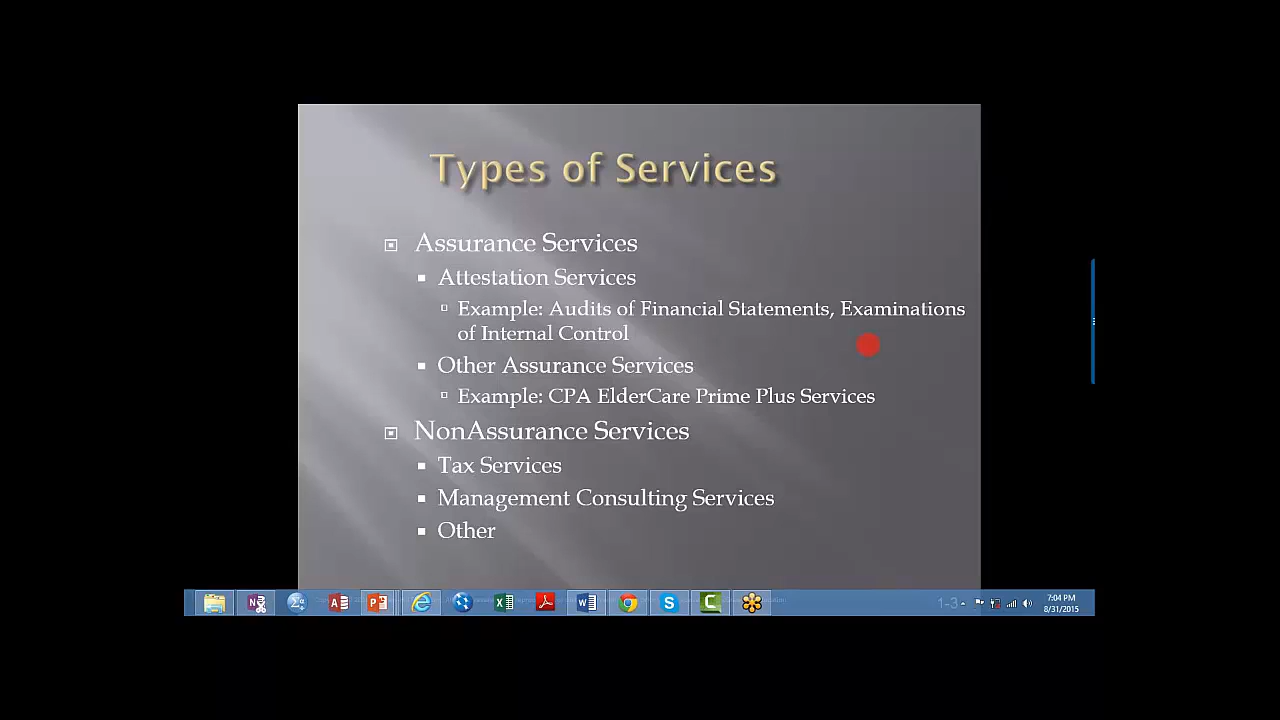 Types of Services
Assurance Services
Attestation Services
Example: Audits of Financial Statements, Examinations
of Internal Control
Other Assurance Services
Example: CPA ElderCare Prime Plus Services
NonAssurance Services
Tax Services
Management Consulting Services
Other
1-3
7:04 PM
8/31/2015